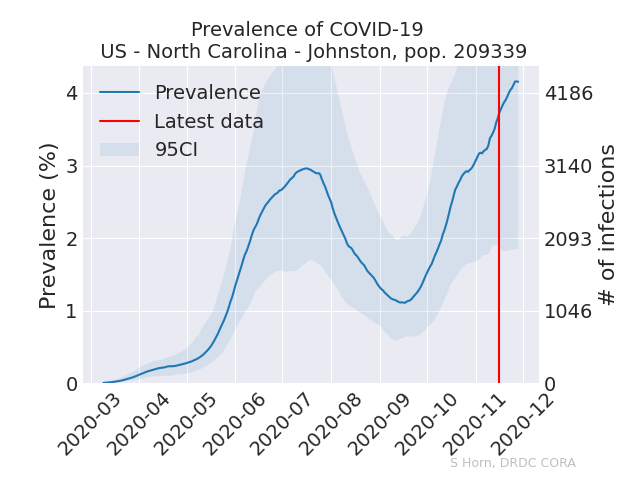 Prevalence of COVID-19
US - North Carolina - Johnston, pop. 209339
Prevalence
Latest data
95CI
Prevalence (%)
4
3
2
1
0
4186
3140
2093
1046
0
# of infections
2020-03
2020-04
2020-05
2020-06
2020-07
2020-08
2020-09
2020-10
2020-11
2020-12
S Horn, DRDC CORA